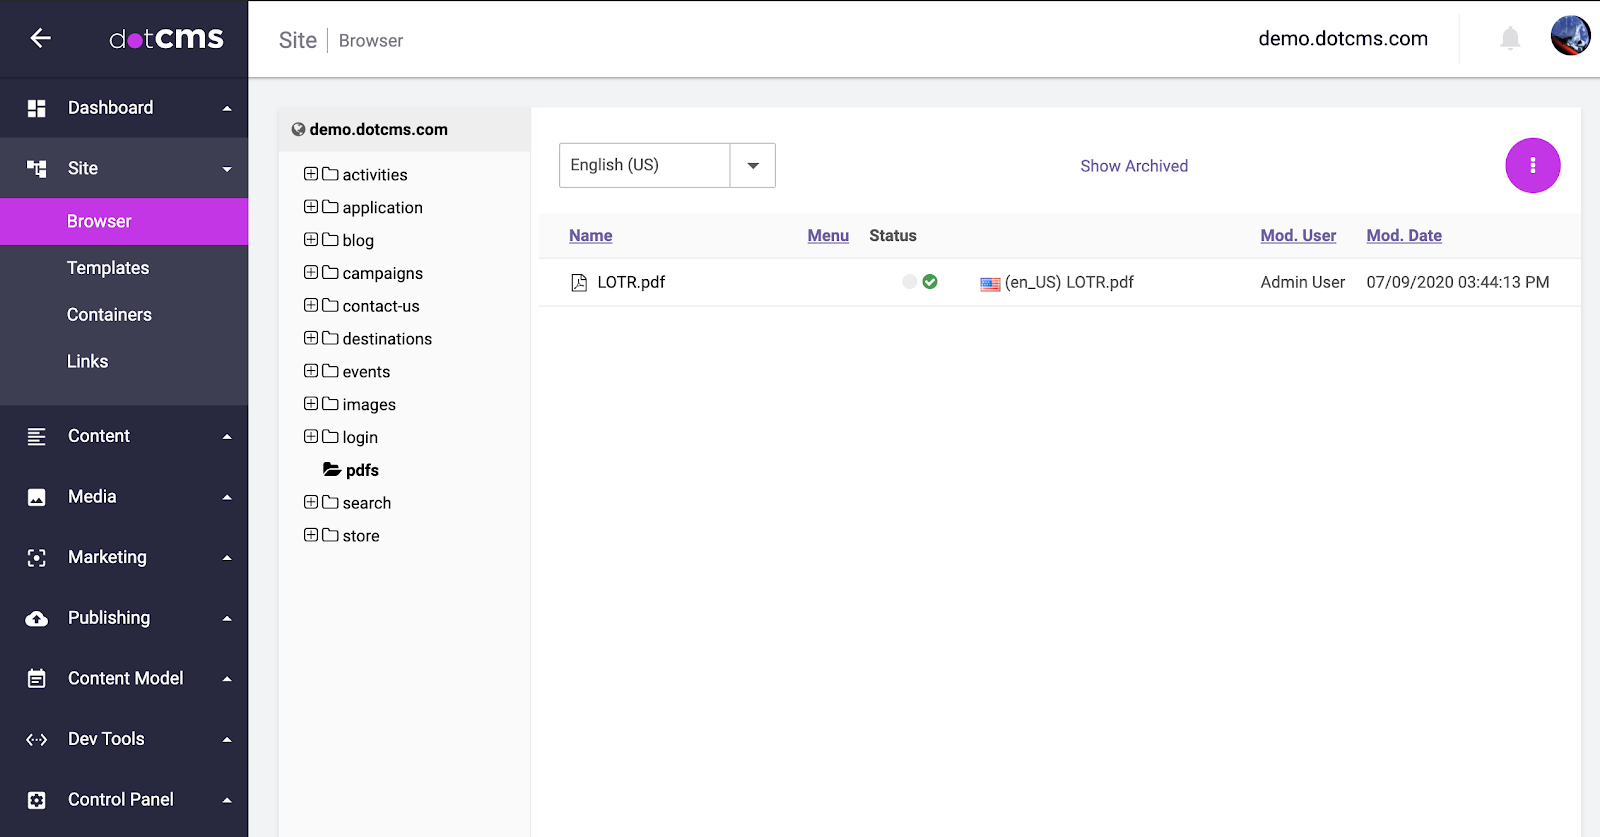 dotCMS
Site | Browser
demo.dotcms.com
Dashboard
Site
Browser
Templates
Containers
Links
Content
Media
Marketing
Publishing
Content Model
Dev Tools
Control Panel
demo.dotcms.com
activities
application
blog
campaigns
contact-us
destinations
events
images
login
pdfs
search
store
English (US)
Show Archived
Name Menu Status Mod. User Mod. Date
LOTR.pdf (en_US) LOTR.pdf Admin User 07/09/2020 03:44:13 PM